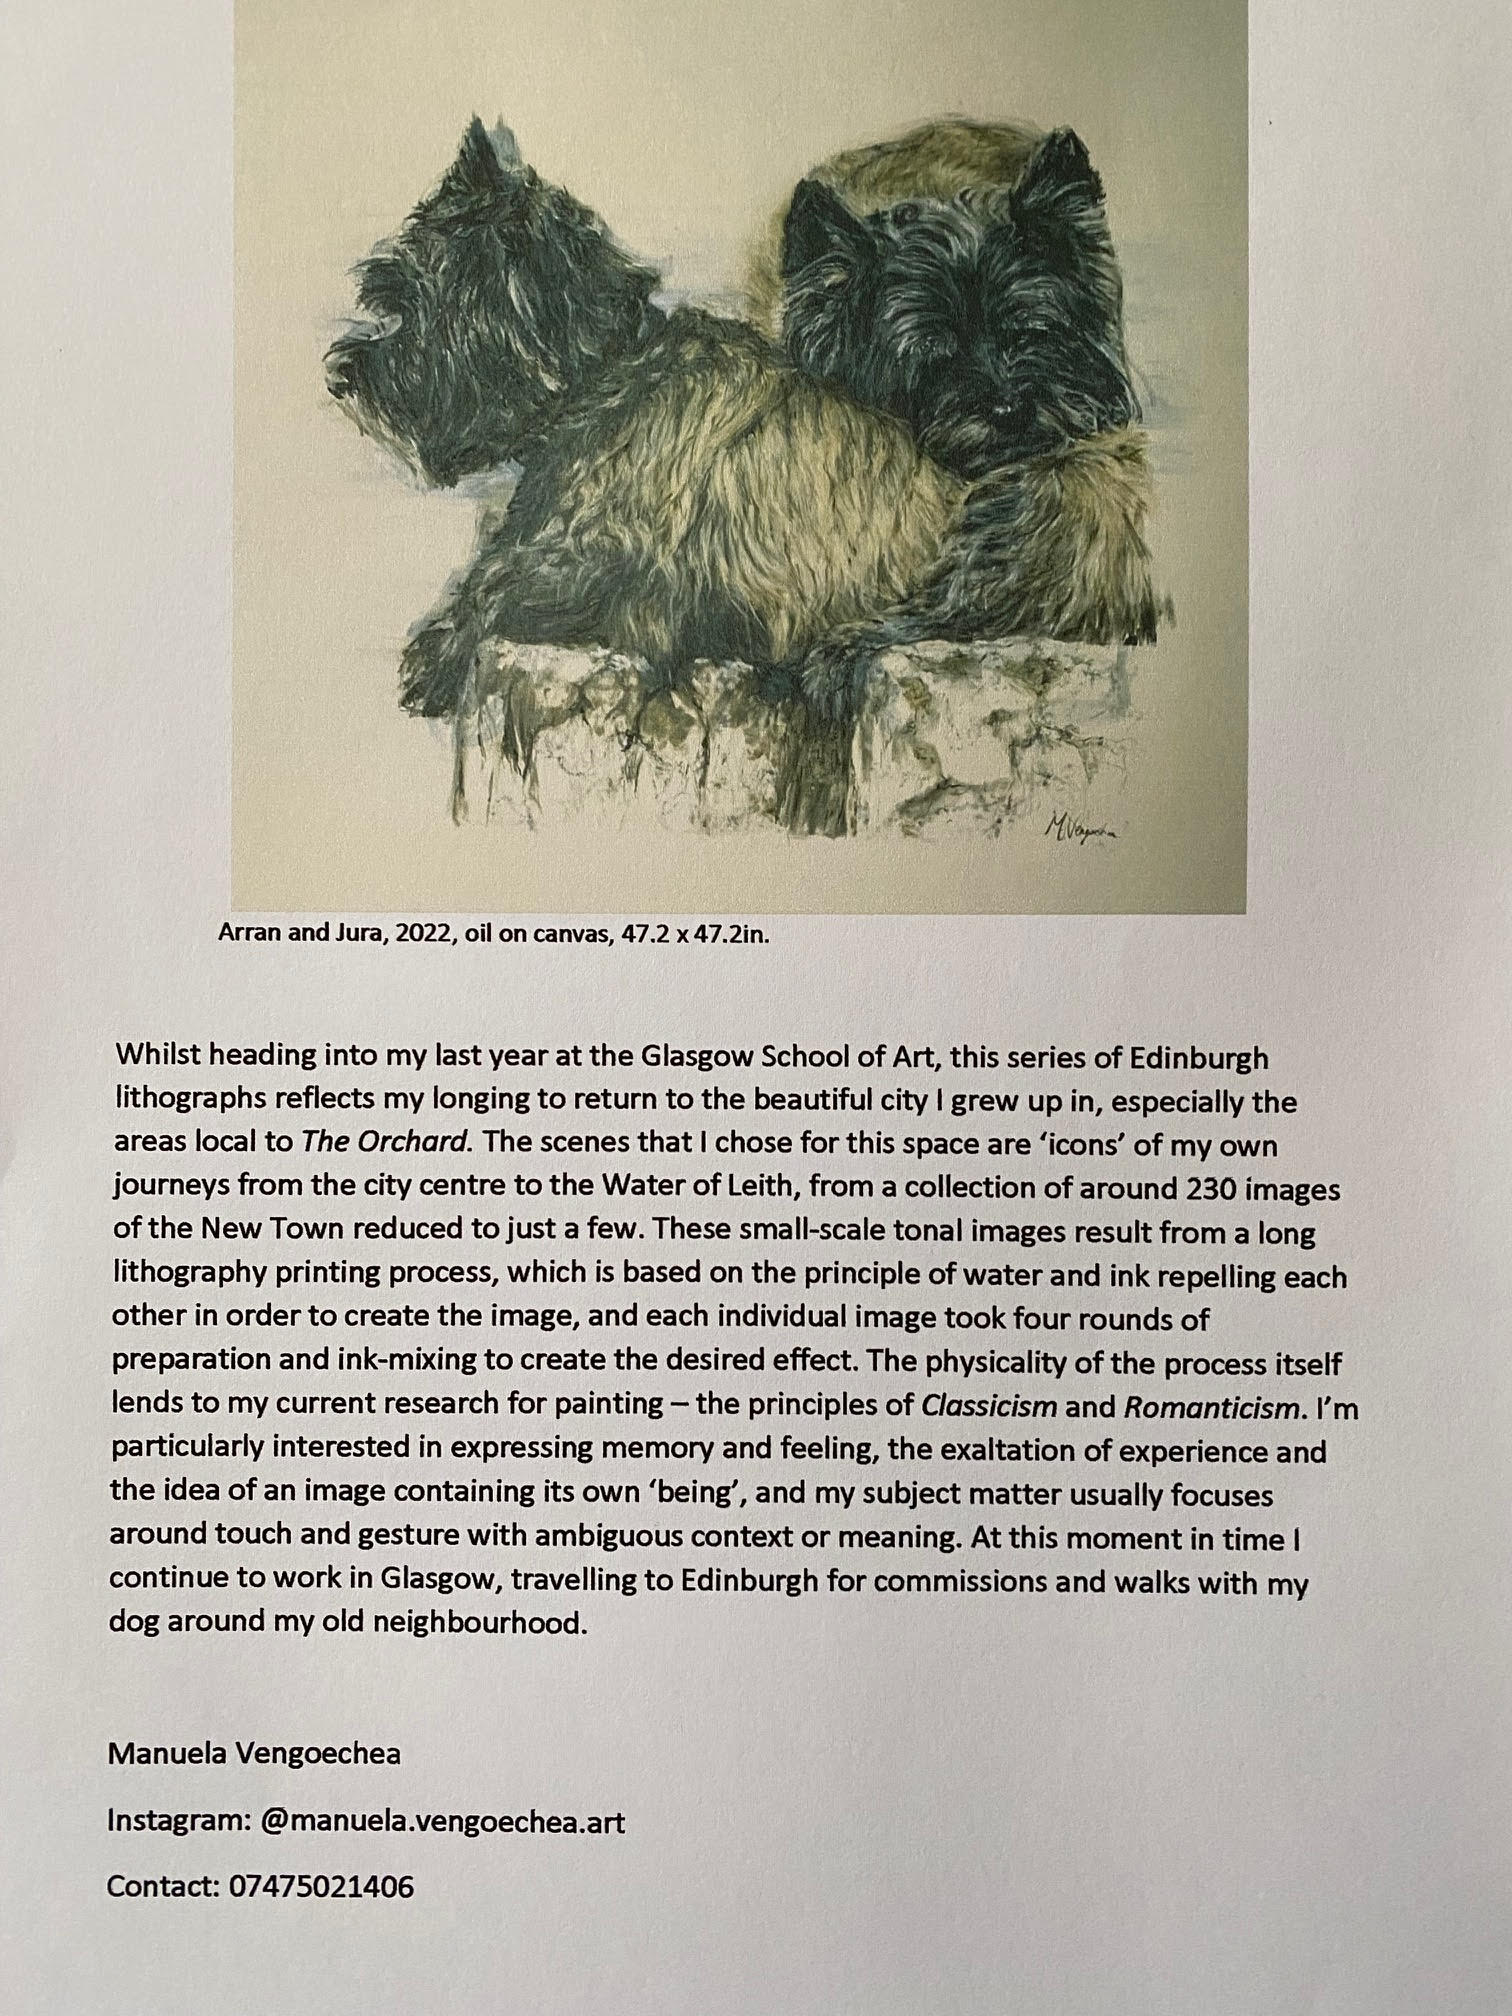 M.Vengoechea
Arran and Jura, 2022, oil on canvas, 47.2 x 47.2in.
Whilst heading into my last year at the Glasgow School of Art, this series of Edinburgh
lithographs reflects my longing to return to the beautiful city I grew up in, especially the
areas local to The Orchard. The scenes that I chose for this space are ‘icons’ of my own
journeys from the city centre to the Water of Leith, from a collection of around 230 images
of the New Town reduced to just a few. These small-scale tonal images result from a long
lithography printing process, which is based on the principle of water and ink repelling each
other in order to create the image, and each individual image took four rounds of
preparation and ink-mixing to create the desired effect. The physicality of the process itself
lends to my current research for painting – the principles of Classicism and Romanticism. I’m
particularly interested in expressing memory and feeling, the exaltation of experience and
the idea of an image containing its own ‘being’, and my subject matter usually focuses
around touch and gesture with ambiguous context or meaning. At this moment in time I
continue to work in Glasgow, travelling to Edinburgh for commissions and walks with my
dog around my old neighbourhood.
Manuela Vengoechea
Instagram: @manuela.vengoechea.art
Contact: 07475021406